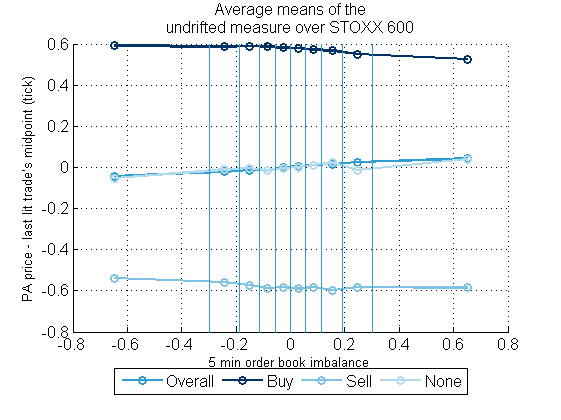 Average means of the
undrifted measure over STOXX 600
PA price - last lit trade's midpoint (tick)
0.6
0.4
0.2
0
-0.2
-0.4
-0.6
-0.8
-0.8 -0.6 -0.4 -0.2 0 0.2 0.4 0.6 0.8
5 min order book imbalance
Overall Buy Sell None